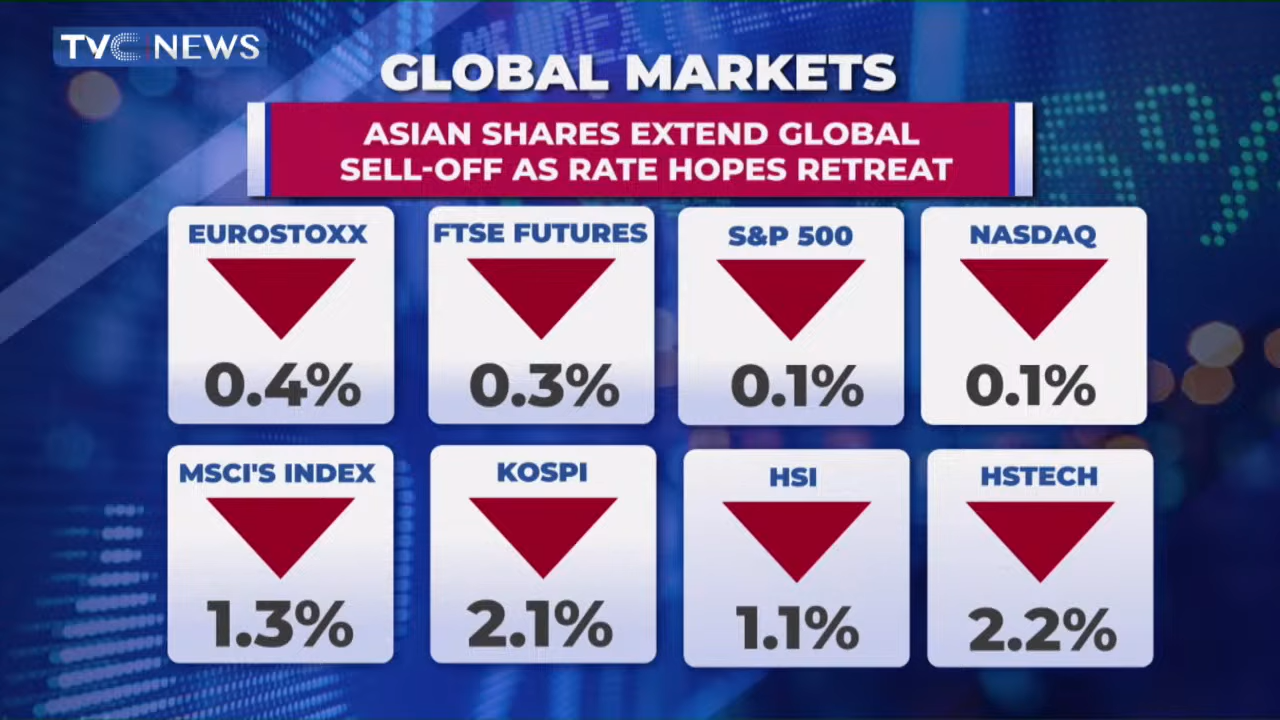 TVC NEWS
GLOBAL MARKETS
ASIAN SHARES EXTEND GLOBAL
SELL-OFF AS RATE HOPES RETREAT
EUROSTOXX
0.4%
FTSE FUTURES
0.3%
S&P 500
0.1%
NASDAQ
0.1%
MSCI'S INDEX
1.3%
KOSPI
2.1%
HSI
1.1%
HSTECH
2.2%